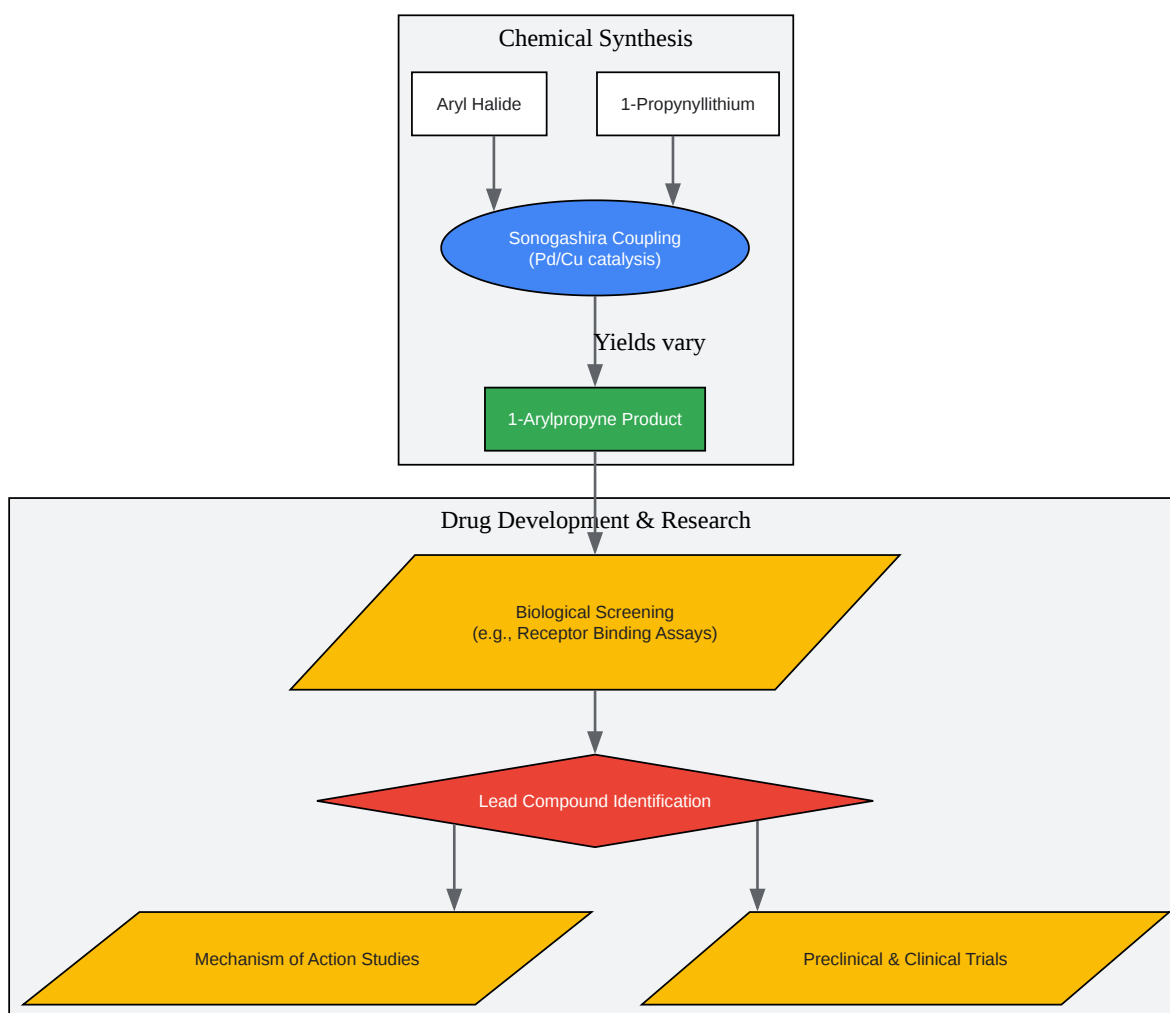 Chemical Synthesis
Aryl Halide
1-Propynyllithium
Sonogashira Coupling
(Pd/Cu catalysis)
Yields vary
1-Arylpropyne Product
Drug Development & Research
Biological Screening
(e.g., Receptor Binding Assays)
Lead Compound Identification
Mechanism of Action Studies
Preclinical & Clinical Trials